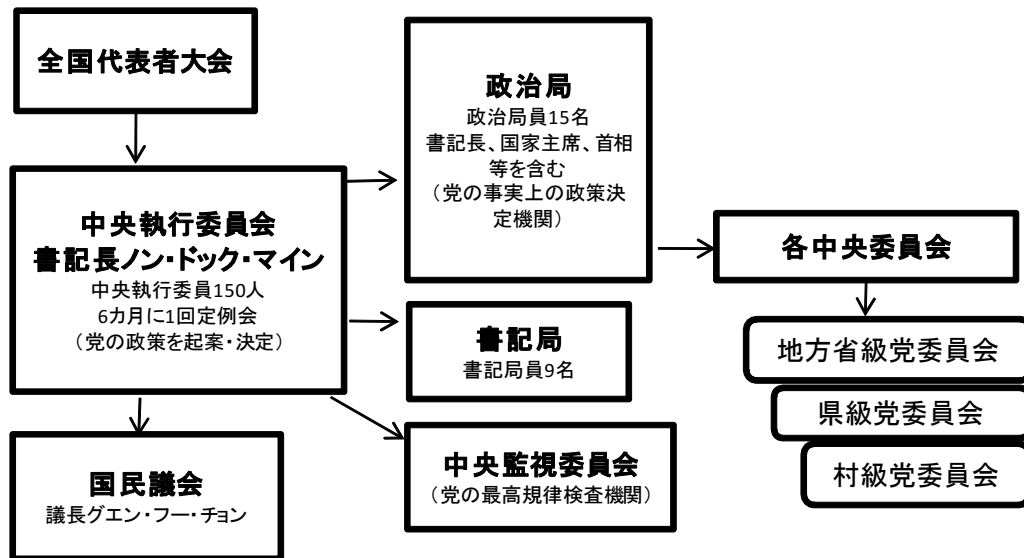 全国代表者大会
中央執行委員会
書記長ノン・ドック・マイン
中央執行委員150人
6カ月に1回定例会
（党の政策を起案・決定）
国民議会
議長グエン・フー・チョン
政治局
政治局員15名
書記長、国家主席、首相
等を含む
（党の事実上の政策決
定機関）
書記局
書記局員9名
中央監視委員会
（党の最高規律検査機関）
各中央委員会
地方省級党委員会
県級党委員会
村級党委員会